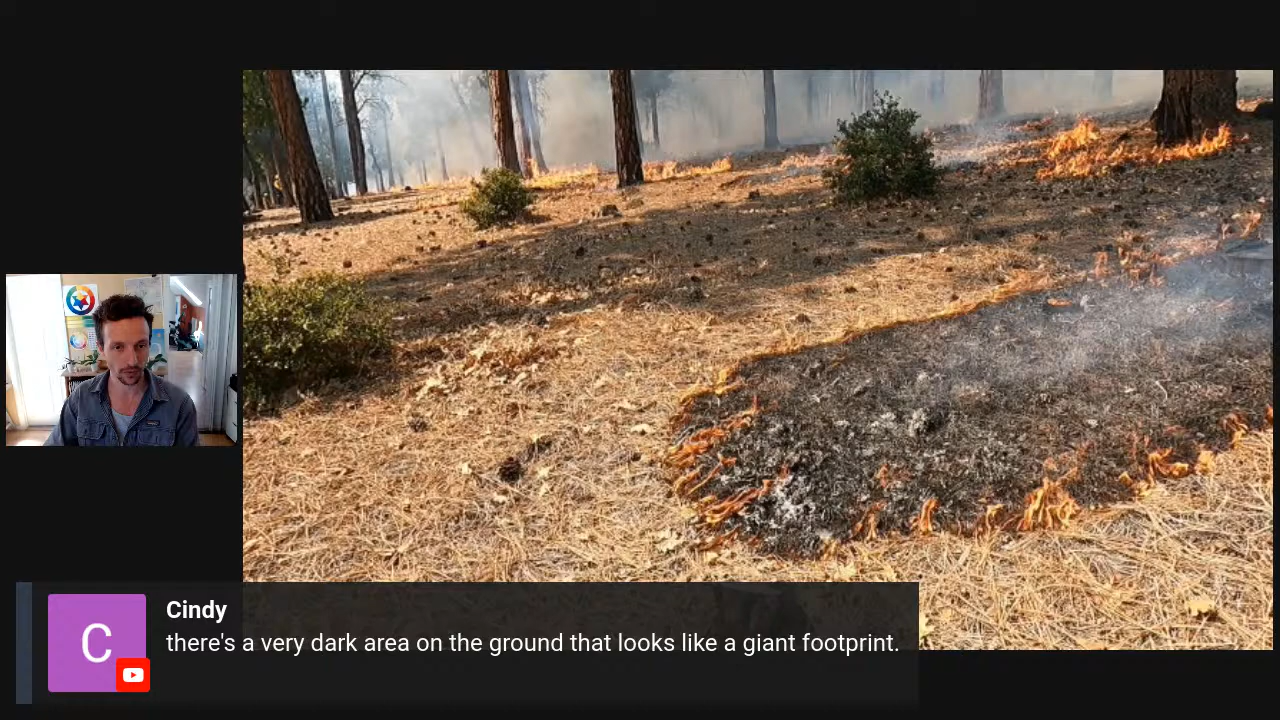 C
Cindy
there's a very dark area on the ground that looks like a giant footprint.